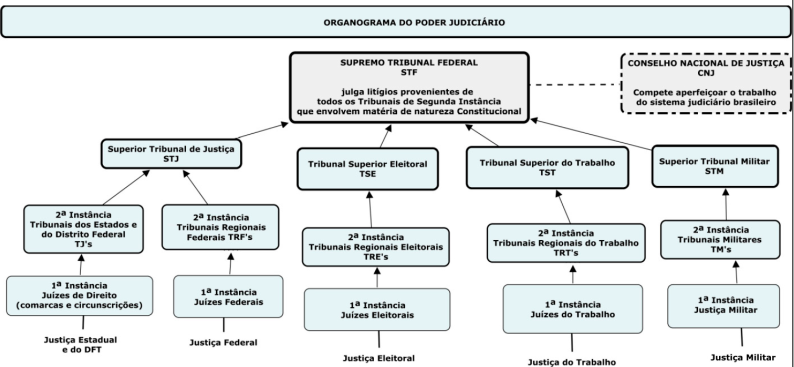 ORGANOGRAMA DO PODER JUDICIÁRIO
SUPREMO TRIBUNAL FEDERAL
STF
julga litígios provenientes de
todos os Tribunais de Segunda Instância
que envolvem matéria de natureza Constitucional
CONSELHO NACIONAL DE JUSTIÇA
CNJ
Compete aperfeiçoar o trabalho
do sistema judiciário brasileiro
Superior Tribunal de Justiça
STJ
Tribunal Superior Eleitoral
TSE
Tribunal Superior do Trabalho
TST
Superior Tribunal Militar
STM
2ª Instância
Tribunais dos Estados e
do Distrito Federal
TJ's
2ª Instância
Tribunais Regionais
Federais TRF's
2ª Instância
Tribunais Regionais Eleitorais
TRE's
2ª Instância
Tribunais Regionais do Trabalho
TRT's
2ª Instância
Tribunais Militares
TM's
1ª Instância
Juízes de Direito
(comarcas e circunscrições)
1ª Instância
Juízes Federais
1ª Instância
Juízes Eleitorais
1ª Instância
Juízes do Trabalho
1ª Instância
Justiça Militar
Justiça Estadual
e do DFT
Justiça Federal
Justiça Eleitoral
Justiça do Trabalho
Justiça Militar